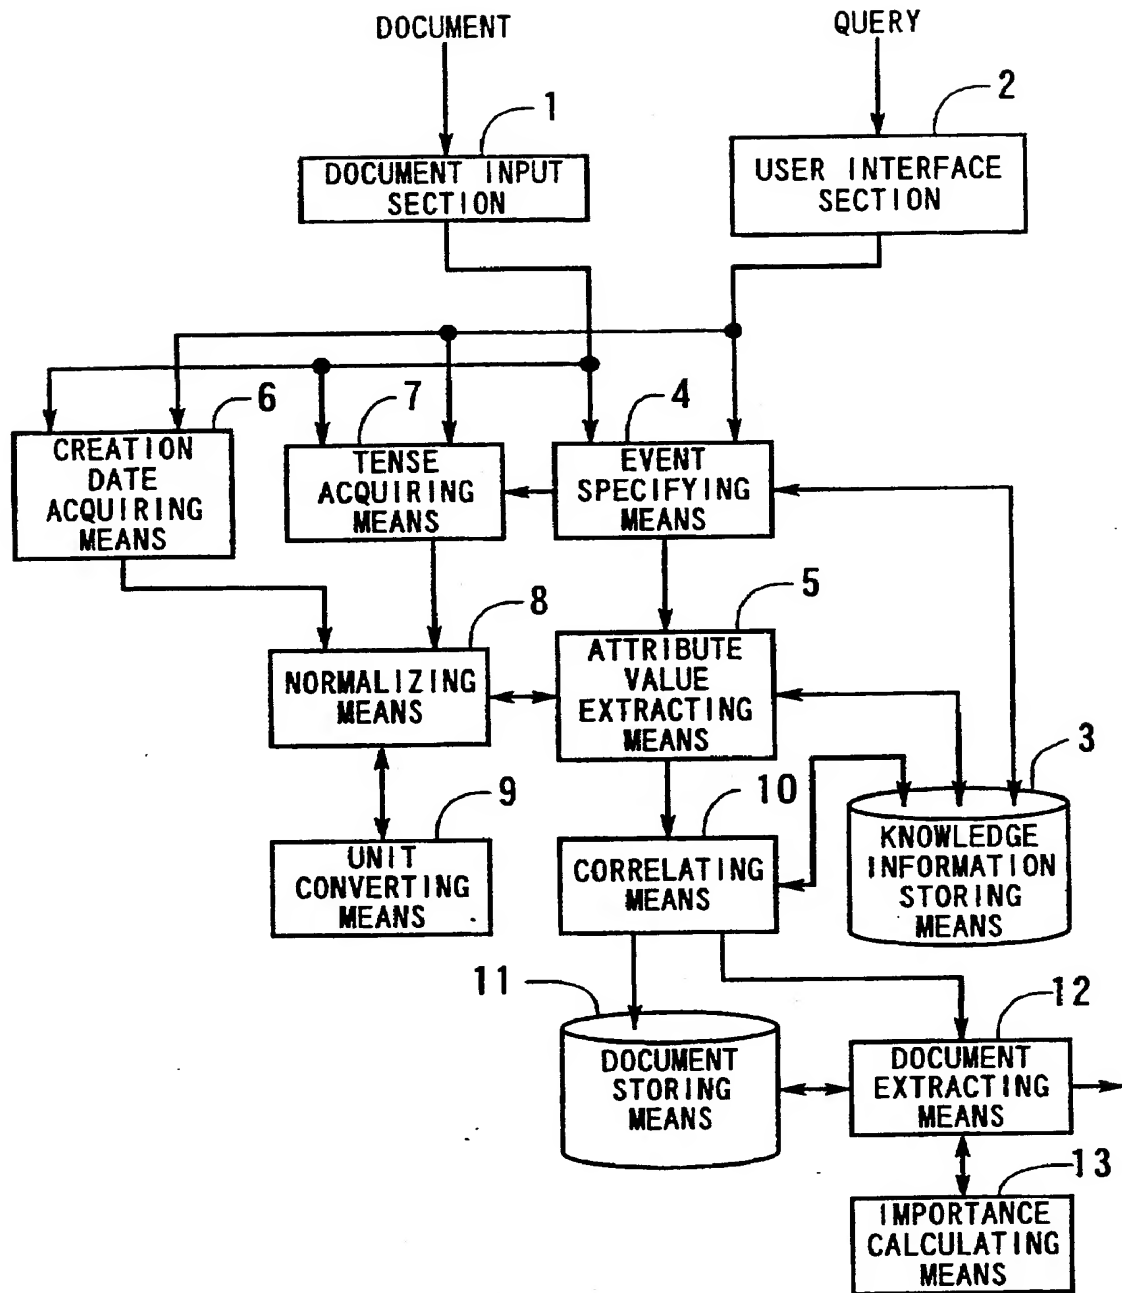 DOCUMENT
QUERY
1
2
DOCUMENT INPUT
SECTION
USER INTERFACE
SECTION
6
7
4
CREATION
DATE
ACQUIRING
MEANS
TENSE
ACQUIRING
MEANS
EVENT
SPECIFYING
MEANS
8
5
NORMALIZING
MEANS
ATTRIBUTE
VALUE
EXTRACTING
MEANS
9
10
3
UNIT
CONVERTING
MEANS
CORRELATING
MEANS
KNOWLEDGE
INFORMATION
STORING
MEANS
11
12
DOCUMENT
STORING
MEANS
DOCUMENT
EXTRACTING
MEANS
13
IMPORTANCE
CALCULATING
MEANS